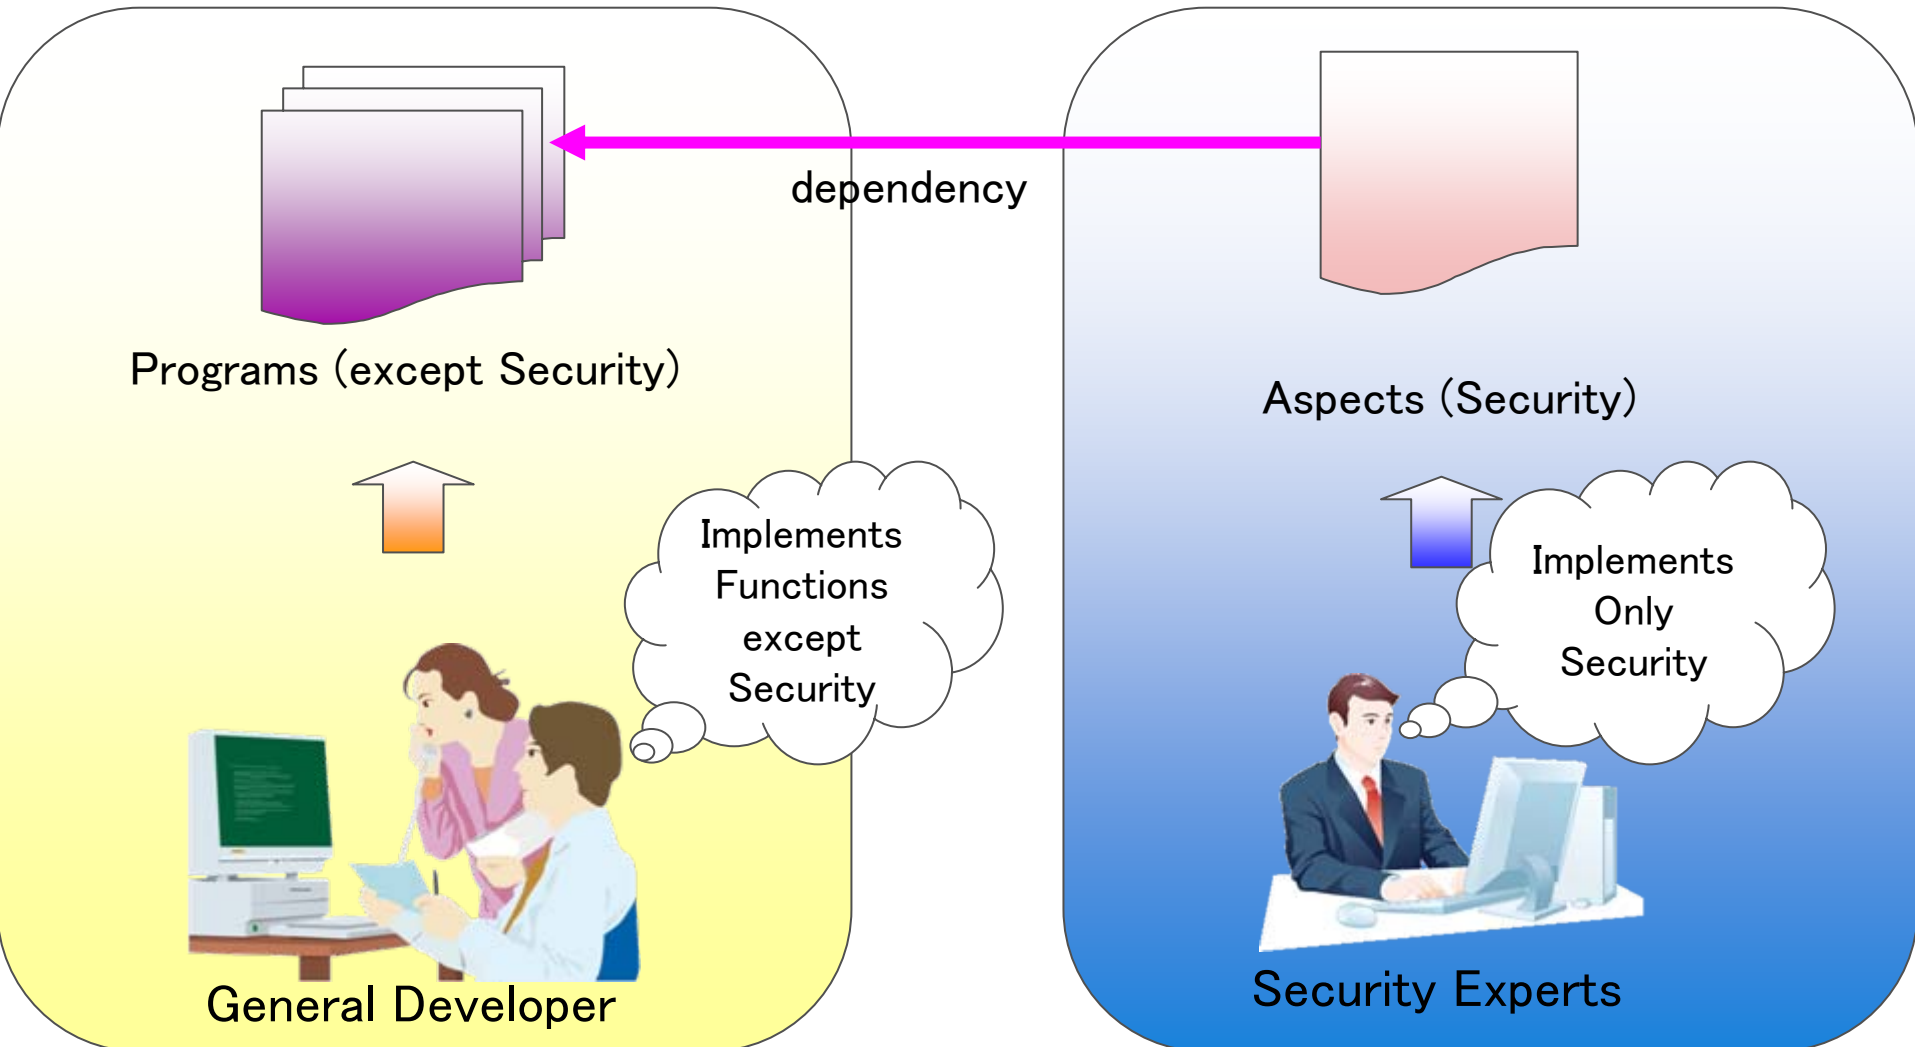 dependency
Programs (except Security)
Aspects (Security)
Implements
Functions
except
Security
Implements
Only
Security
General Developer
Security Experts